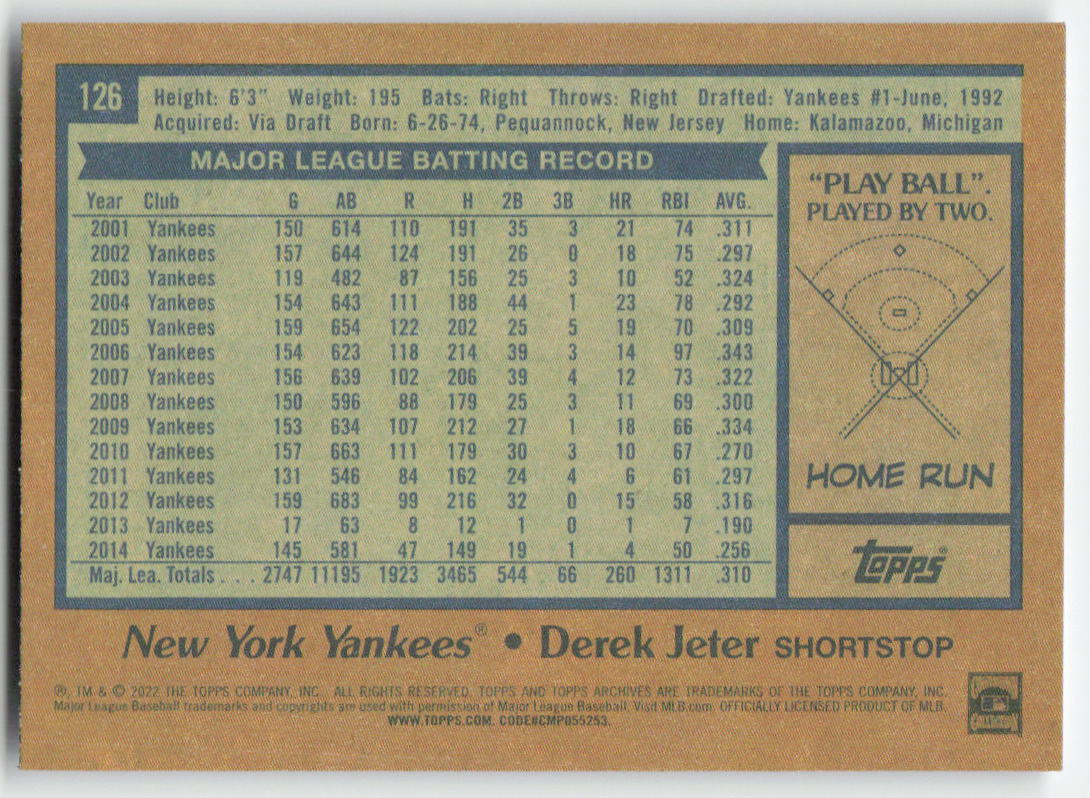 126
Height: 6'3" Weight: 195 Bats: Right Throws: Right Drafted: Yankees #1-June, 1992
Acquired: Via Draft Born: 6-26-74, Pequannock, New Jersey Home: Kalamazoo, Michigan
MAJOR LEAGUE BATTING RECORD
Year Club G AB R H 2B 3B HR RBI AVG.
2001 Yankees 150 614 110 191 35 3 21 74 .311
2002 Yankees 157 644 124 191 26 0 18 75 .297
2003 Yankees 119 482 87 156 25 3 10 52 .324
2004 Yankees 154 643 111 188 44 1 23 78 .292
2005 Yankees 159 654 122 202 25 5 19 70 .309
2006 Yankees 154 623 118 214 39 3 14 97 .343
2007 Yankees 156 639 102 206 39 4 12 73 .322
2008 Yankees 150 596 88 179 25 3 11 69 .300
2009 Yankees 153 634 107 212 27 1 18 66 .334
2010 Yankees 157 663 111 179 30 3 10 67 .270
2011 Yankees 131 546 84 162 24 4 6 61 .297
2012 Yankees 159 683 99 216 32 0 15 58 .316
2013 Yankees 17 63 8 12 1 0 1 7 .190
2014 Yankees 145 581 47 149 19 1 4 50 .256
Maj. Lea. Totals . . . 2747 11195 1923 3465 544 66 260 1311 .310
"PLAY BALL".
PLAYED BY TWO.
HOME RUN
topps®
New York Yankees® • Derek Jeter SHORTSTOP
®, TM & © 2022 THE TOPPS COMPANY, INC. ALL RIGHTS RESERVED. TOPPS AND TOPPS ARCHIVES ARE TRADEMARKS OF THE TOPPS COMPANY, INC.
Major League Baseball trademarks and copyrights are used with permission of Major League Baseball. Visit MLB.com. OFFICIALLY LICENSED PRODUCT OF MLB.
WWW.TOPPS.COM. CODE#CMP055253.